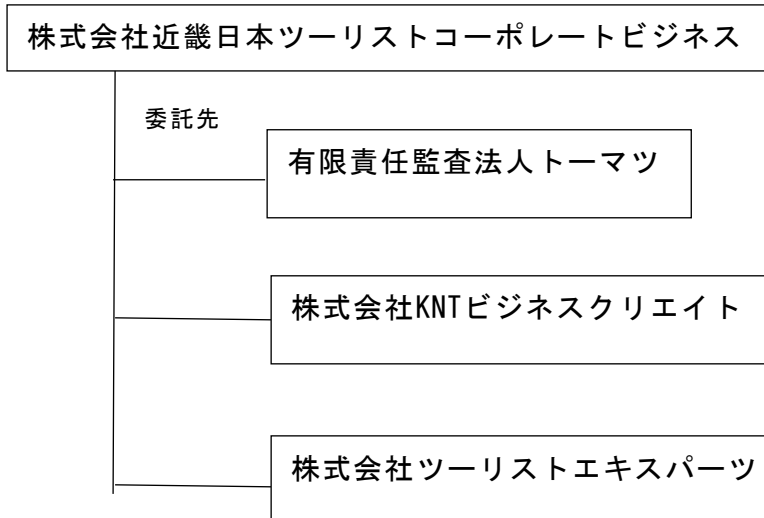 株式会社近畿日本ツーリストコーポレートビジネス
委託先
有限責任監査法人トーマツ
株式会社KNTビジネスクリエイト
株式会社ツーリストエキスパーツ